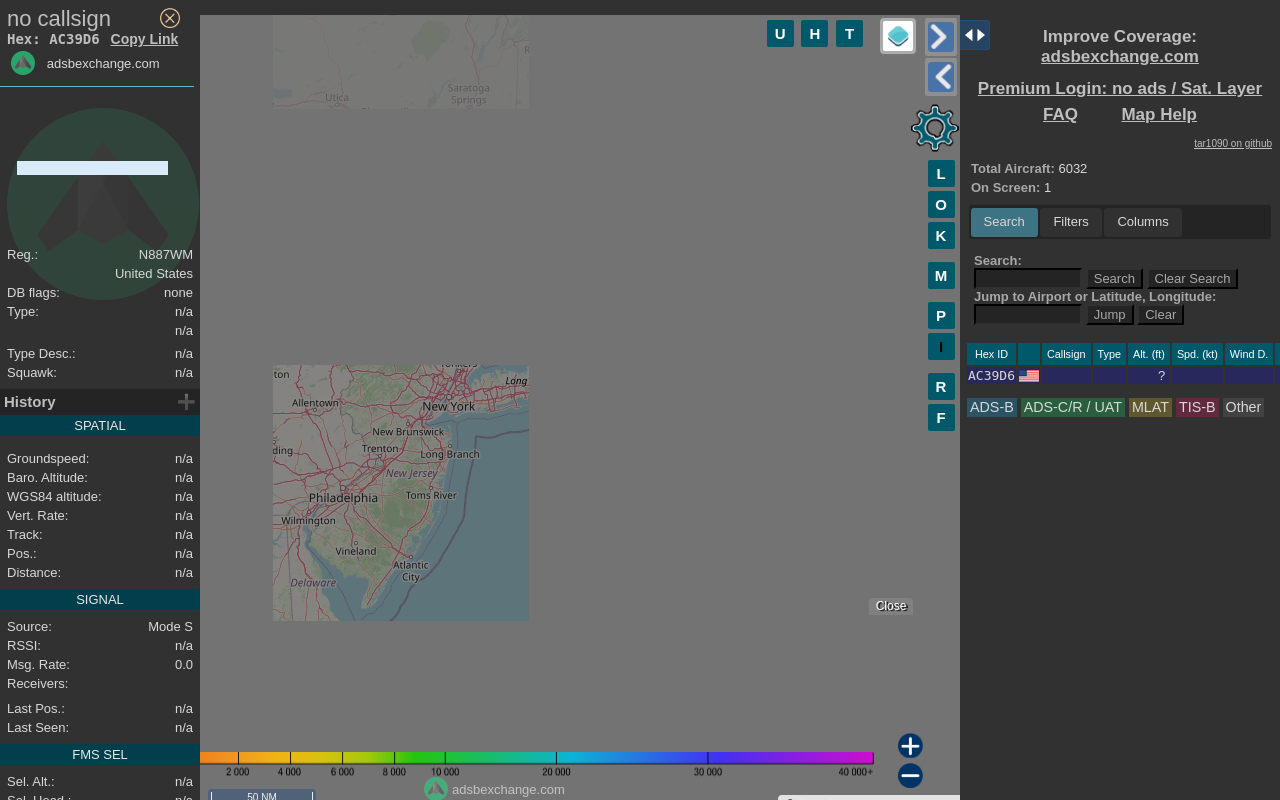 no callsign
Hex: AC39D6 Copy Link
adsbexchange.com
Reg.: N887WM
United States
DB flags: none
Type: n/a
n/a
Type Desc.: n/a
Squawk: n/a
History
SPATIAL
Groundspeed: n/a
Baro. Altitude: n/a
WGS84 altitude: n/a
Vert. Rate: n/a
Track: n/a
Pos.: n/a
Distance: n/a
SIGNAL
Source: Mode S
RSSI: n/a
Msg. Rate: 0.0
Receivers:
Last Pos.: n/a
Last Seen: n/a
FMS SEL
Sel. Alt.: n/a
Sel. Head.: n/a
U H T
Utica
Saratoga
Springs
Yonkers
ton
Long
Allentown
New York
New Brunswick
ding
Trenton
Long Branch
New Jersey
Philadelphia
Toms River
Wilmington
Vineland
Atlantic
City
Delaware
L
O
K
M
P
I
R
F
Close
2 000 4 000 6 000 8 000 10 000 20 000 30 000 40 000+
adsbexchange.com
50 NM
Improve Coverage:
adsbexchange.com
Premium Login: no ads / Sat. Layer
FAQ Map Help
tar1090 on github
Total Aircraft: 6032
On Screen: 1
Search Filters Columns
Search:
Search Clear Search
Jump to Airport or Latitude, Longitude:
Jump Clear
Hex ID Callsign Type Alt. (ft) Spd. (kt) Wind D.
AC39D6 ?
ADS-B ADS-C/R / UAT MLAT TIS-B Other